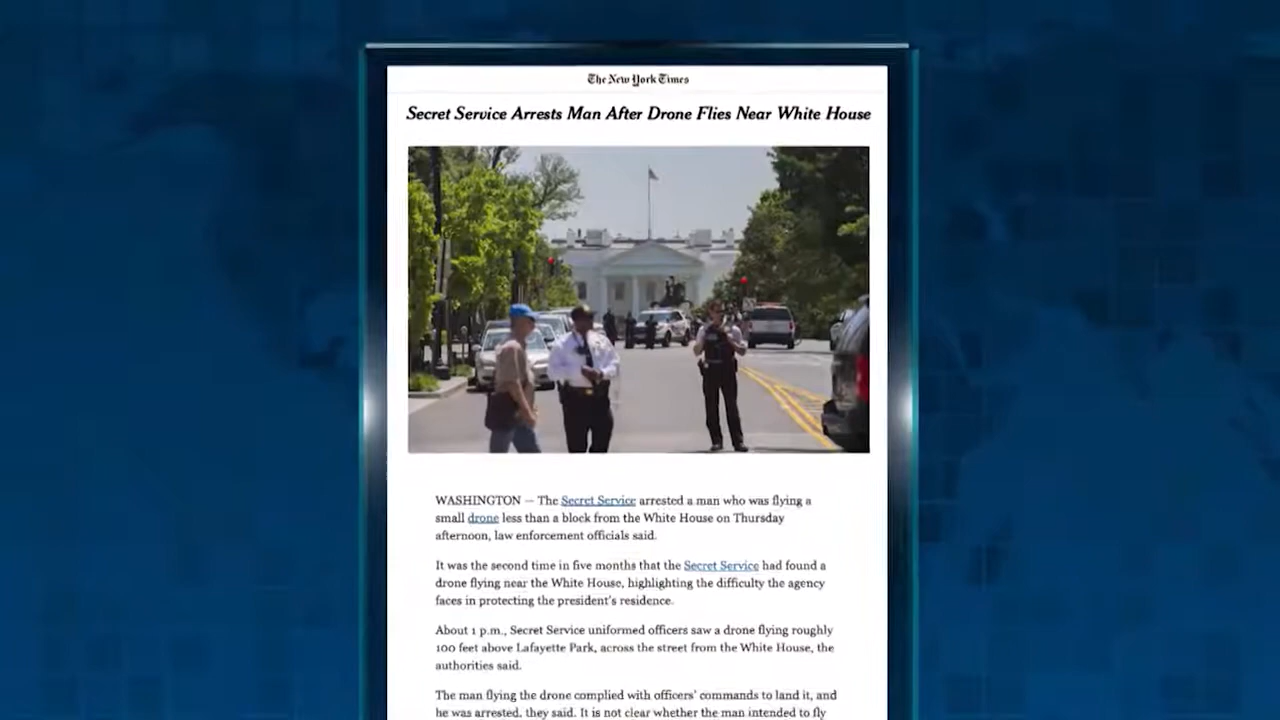 The New York Times
Secret Service Arrests Man After Drone Flies Near White House
WASHINGTON — The Secret Service arrested a man who was flying a
small drone less than a block from the White House on Thursday
afternoon, law enforcement officials said.
It was the second time in five months that the Secret Service had found a
drone flying near the White House, highlighting the difficulty the agency
faces in protecting the president's residence.
About 1 p.m., Secret Service uniformed officers saw a drone flying roughly
100 feet above Lafayette Park, across the street from the White House, the
authorities said.
The man flying the drone complied with officers' commands to land it, and
he was arrested, they said. It is not clear whether the man intended to fly